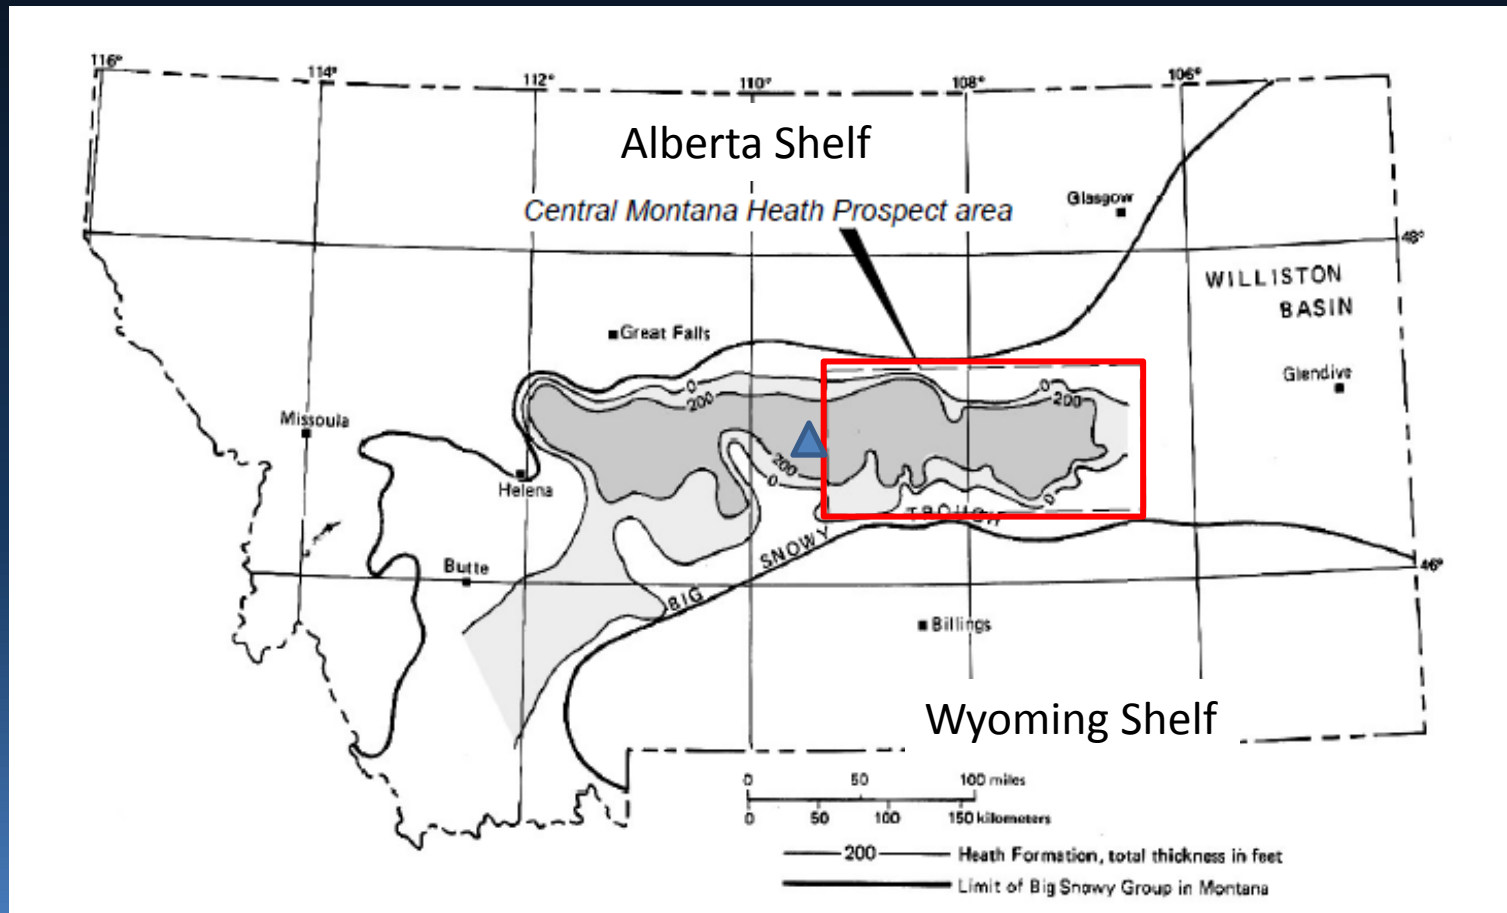 116°
114°
112°
110°
108°
106°
Alberta Shelf
Glasgow
Central Montana Heath Prospect area
48°
WILLISTON
BASIN
Great Falls
Glendive
0
200
0
200
Missoula
200
0
Helena
0
BIG SNOWY TROUGH
Butte
46°
Billings
Wyoming Shelf
0 50 100 miles
0 50 100 150 kilometers
200 Heath Formation, total thickness in feet
Limit of Big Snowy Group in Montana